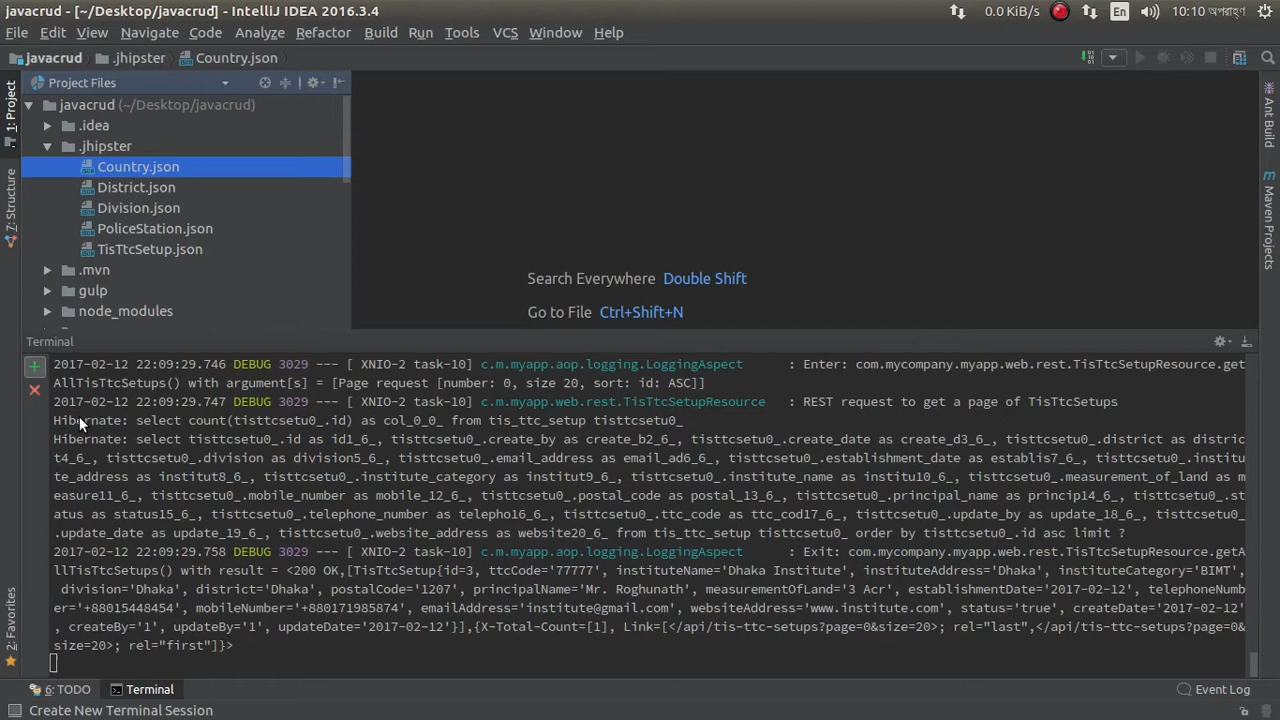 javacrud - [~/Desktop/javacrud] - IntelliJ IDEA 2016.3.4
0.0 KiB/s
En
10:10 অপরাহ্ণ
File Edit View Navigate Code Analyze Refactor Build Run Tools VCS Window Help
javacrud .jhipster Country.json
1: Project
Project Files
javacrud (~/Desktop/javacrud)
.idea
.jhipster
Country.json
District.json
Division.json
PoliceStation.json
TisTtcSetup.json
.mvn
gulp
node_modules
7: Structure
2: Favorites
Ant Build
Maven Projects
Search Everywhere Double Shift
Go to File Ctrl+Shift+N
Terminal
2017-02-12 22:09:29.746 DEBUG 3029 --- [ XNIO-2 task-10] c.m.myapp.aop.logging.LoggingAspect : Enter: com.mycompany.myapp.web.rest.TisTtcSetupResource.get
AllTisTtcSetups() with argument[s] = [Page request [number: 0, size 20, sort: id: ASC]]
2017-02-12 22:09:29.747 DEBUG 3029 --- [ XNIO-2 task-10] c.m.myapp.web.rest.TisTtcSetupResource : REST request to get a page of TisTtcSetups
Hibernate: select count(tisttcsetu0_.id) as col_0_0_ from tis_ttc_setup tisttcsetu0_
Hibernate: select tisttcsetu0_.id as id1_6_, tisttcsetu0_.create_by as create_b2_6_, tisttcsetu0_.create_date as create_d3_6_, tisttcsetu0_.district as distric
t4_6_, tisttcsetu0_.division as division5_6_, tisttcsetu0_.email_address as email_ad6_6_, tisttcsetu0_.establishment_date as establis7_6_, tisttcsetu0_.institu
te_address as institut8_6_, tisttcsetu0_.institute_category as institut9_6_, tisttcsetu0_.institute_name as institu10_6_, tisttcsetu0_.measurement_of_land as m
easure11_6_, tisttcsetu0_.mobile_number as mobile_12_6_, tisttcsetu0_.postal_code as postal_13_6_, tisttcsetu0_.principal_name as princip14_6_, tisttcsetu0_.st
atus as status15_6_, tisttcsetu0_.telephone_number as telepho16_6_, tisttcsetu0_.ttc_code as ttc_cod17_6_, tisttcsetu0_.update_by as update_18_6_, tisttcsetu0_
.update_date as update_19_6_, tisttcsetu0_.website_address as website20_6_ from tis_ttc_setup tisttcsetu0_ order by tisttcsetu0_.id asc limit ?
2017-02-12 22:09:29.758 DEBUG 3029 --- [ XNIO-2 task-10] c.m.myapp.aop.logging.LoggingAspect : Exit: com.mycompany.myapp.web.rest.TisTtcSetupResource.getA
llTisTtcSetups() with result = <200 OK,[TisTtcSetup{id=3, ttcCode='77777', instituteName='Dhaka Institute', instituteAddress='Dhaka', instituteCategory='BIMT',
division='Dhaka', district='Dhaka', postalCode='1207', principalName='Mr. Roghunath', measurementOfLand='3 Acr', establishmentDate='2017-02-12', telephoneNumb
er='+88015448454', mobileNumber='+880171985874', emailAddress='institute@gmail.com', websiteAddress='www.institute.com', status='true', createDate='2017-02-12'
, createBy='1', updateBy='1', updateDate='2017-02-12'}],{X-Total-Count=[1], Link=[</api/tis-ttc-setups?page=0&size=20>; rel="last",</api/tis-ttc-setups?page=0&
size=20>; rel="first"]}>
6: TODO Terminal
Event Log
Create New Terminal Session